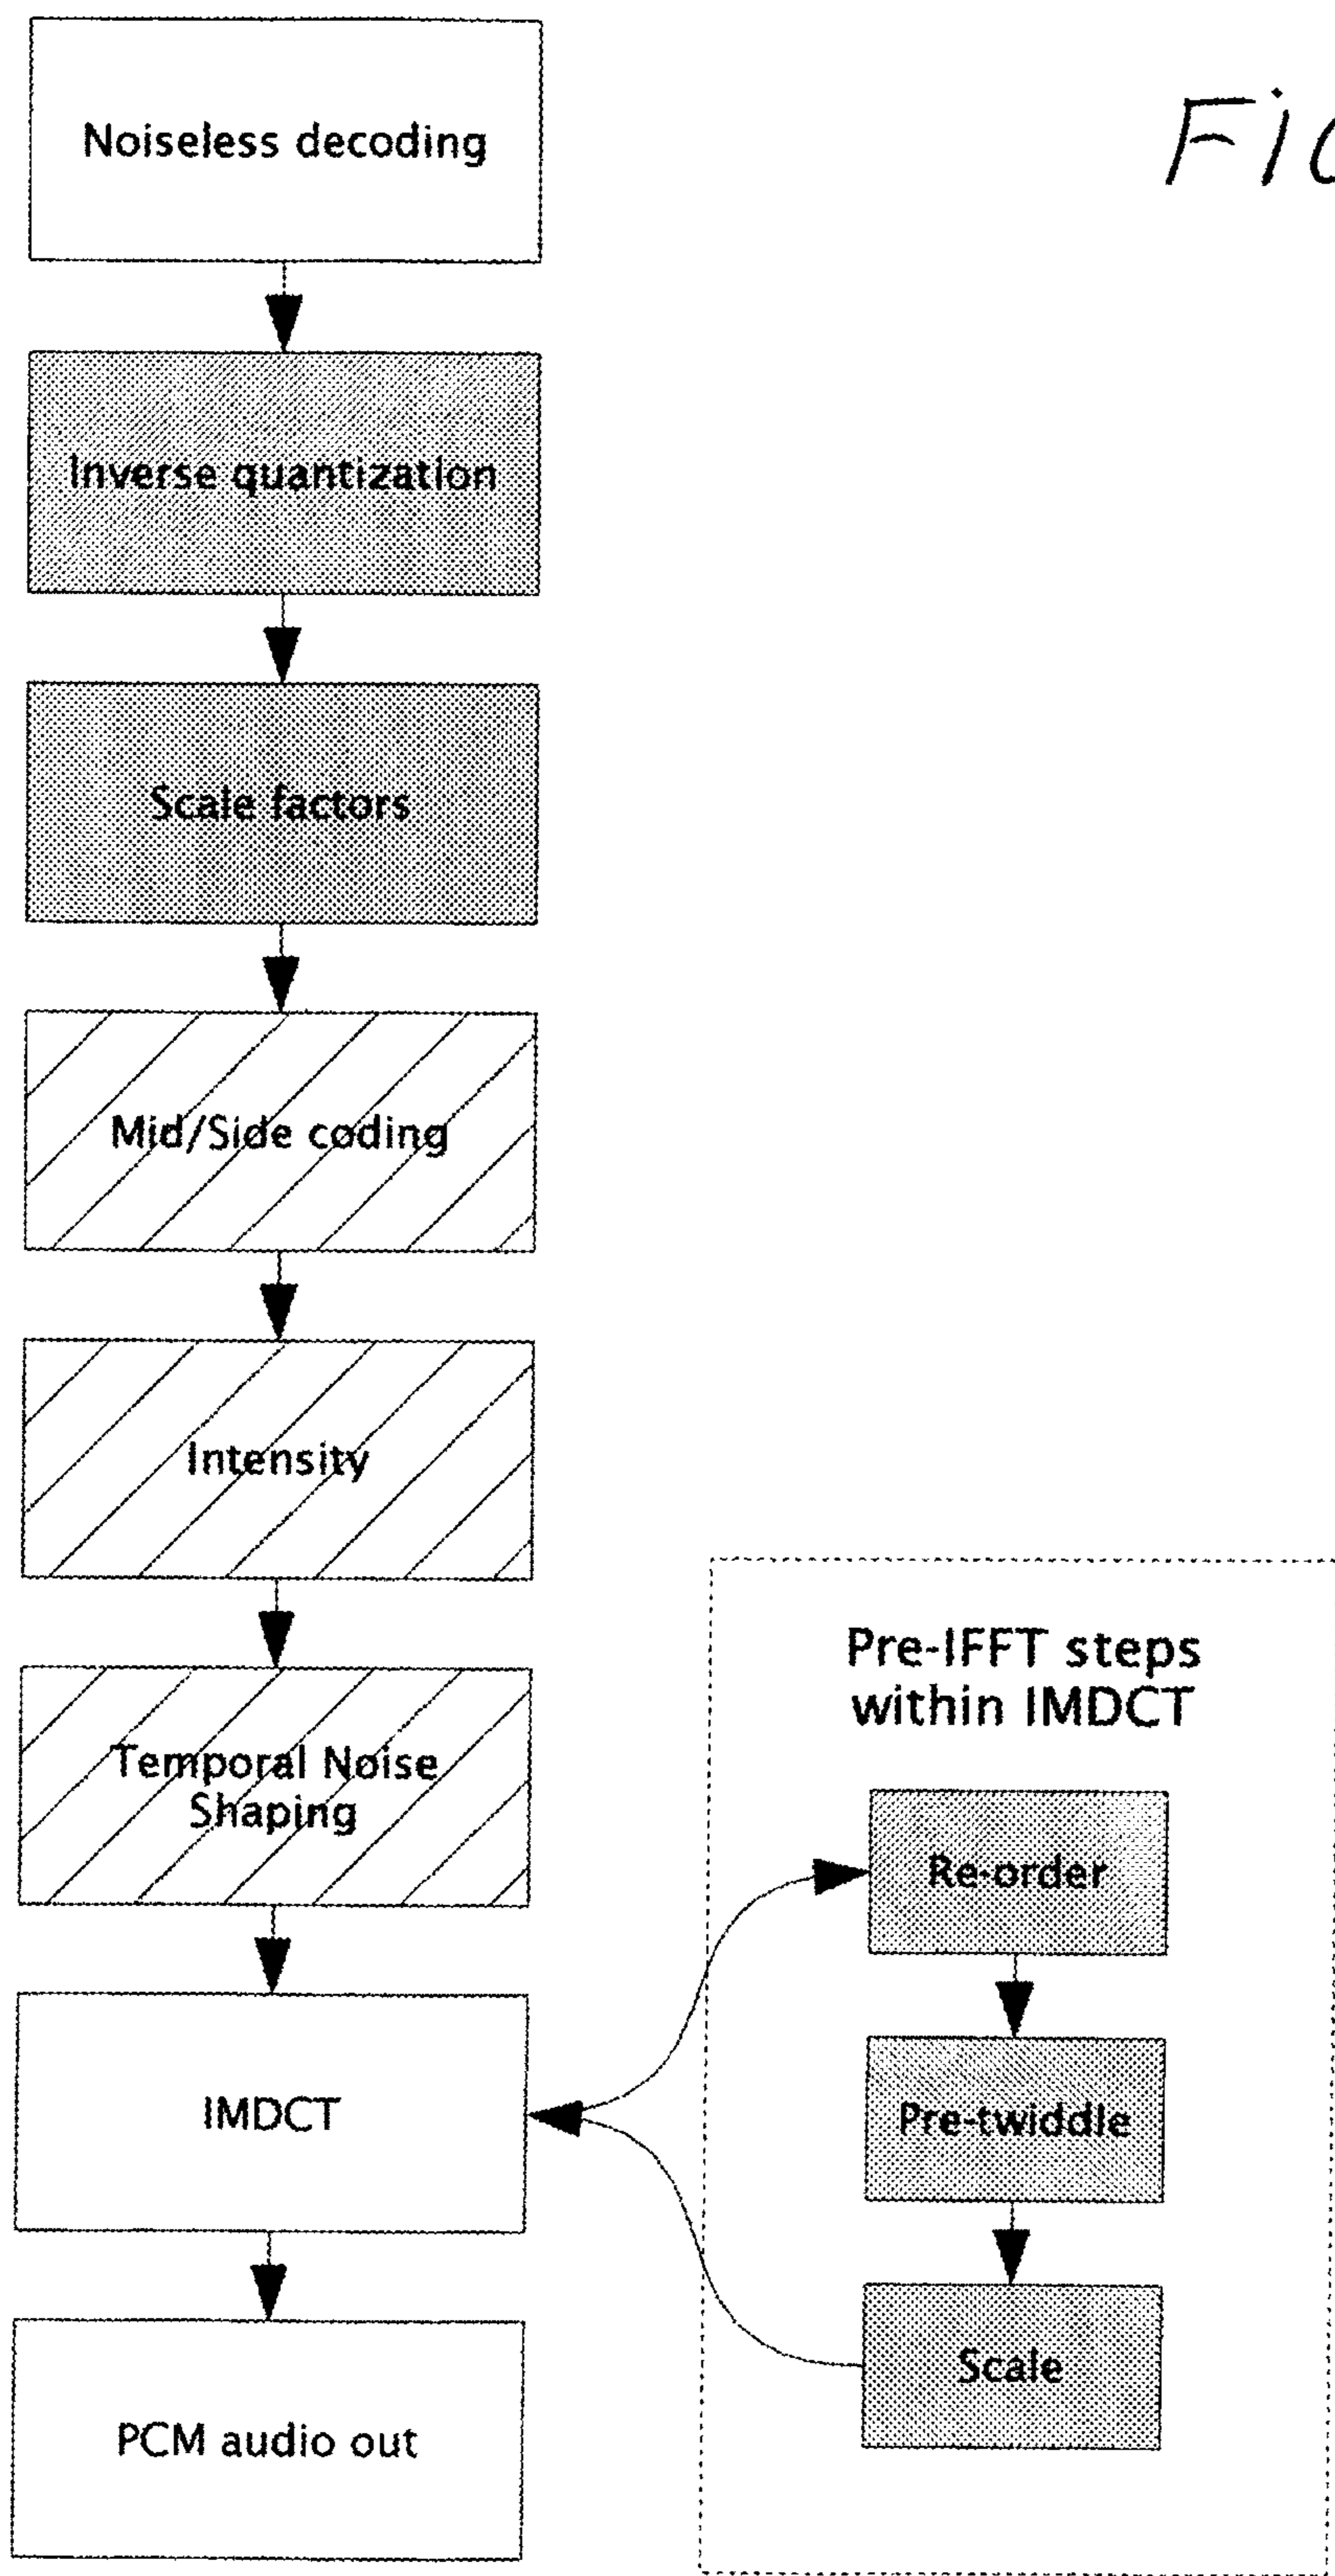 Noiseless decoding
Inverse quantization
Scale factors
Mid/Side coding
Intensity
Temporal Noise
Shaping
IMDCT
PCM audio out
Pre-IFFT steps
within IMDCT
Re-order
Pre-twiddle
Scale